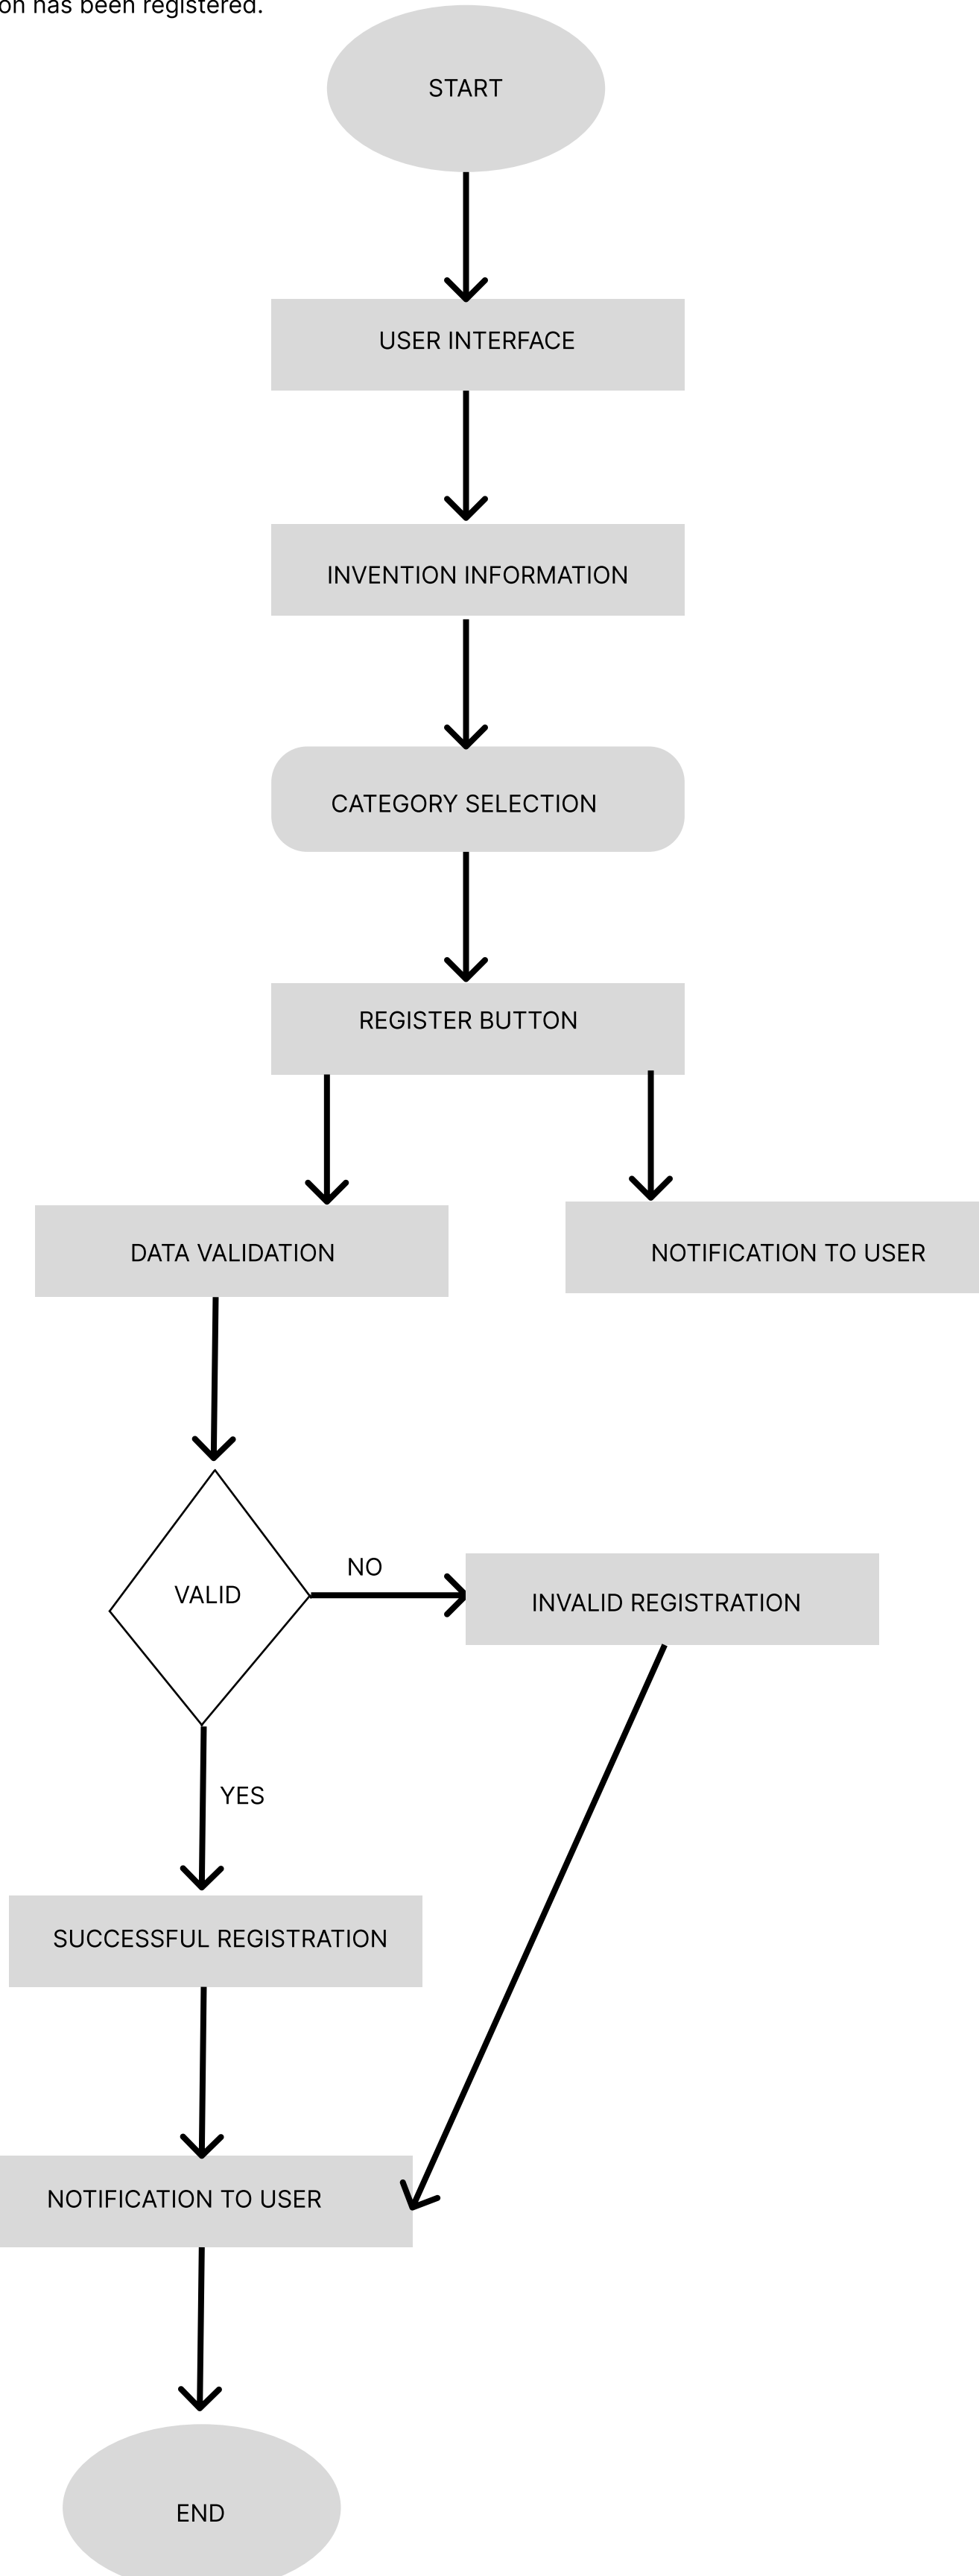 on has been registered.
START
USER INTERFACE
INVENTION INFORMATION
CATEGORY SELECTION
REGISTER BUTTON
DATA VALIDATION
NOTIFICATION TO USER
VALID
NO
INVALID REGISTRATION
YES
SUCCESSFUL REGISTRATION
NOTIFICATION TO USER
END